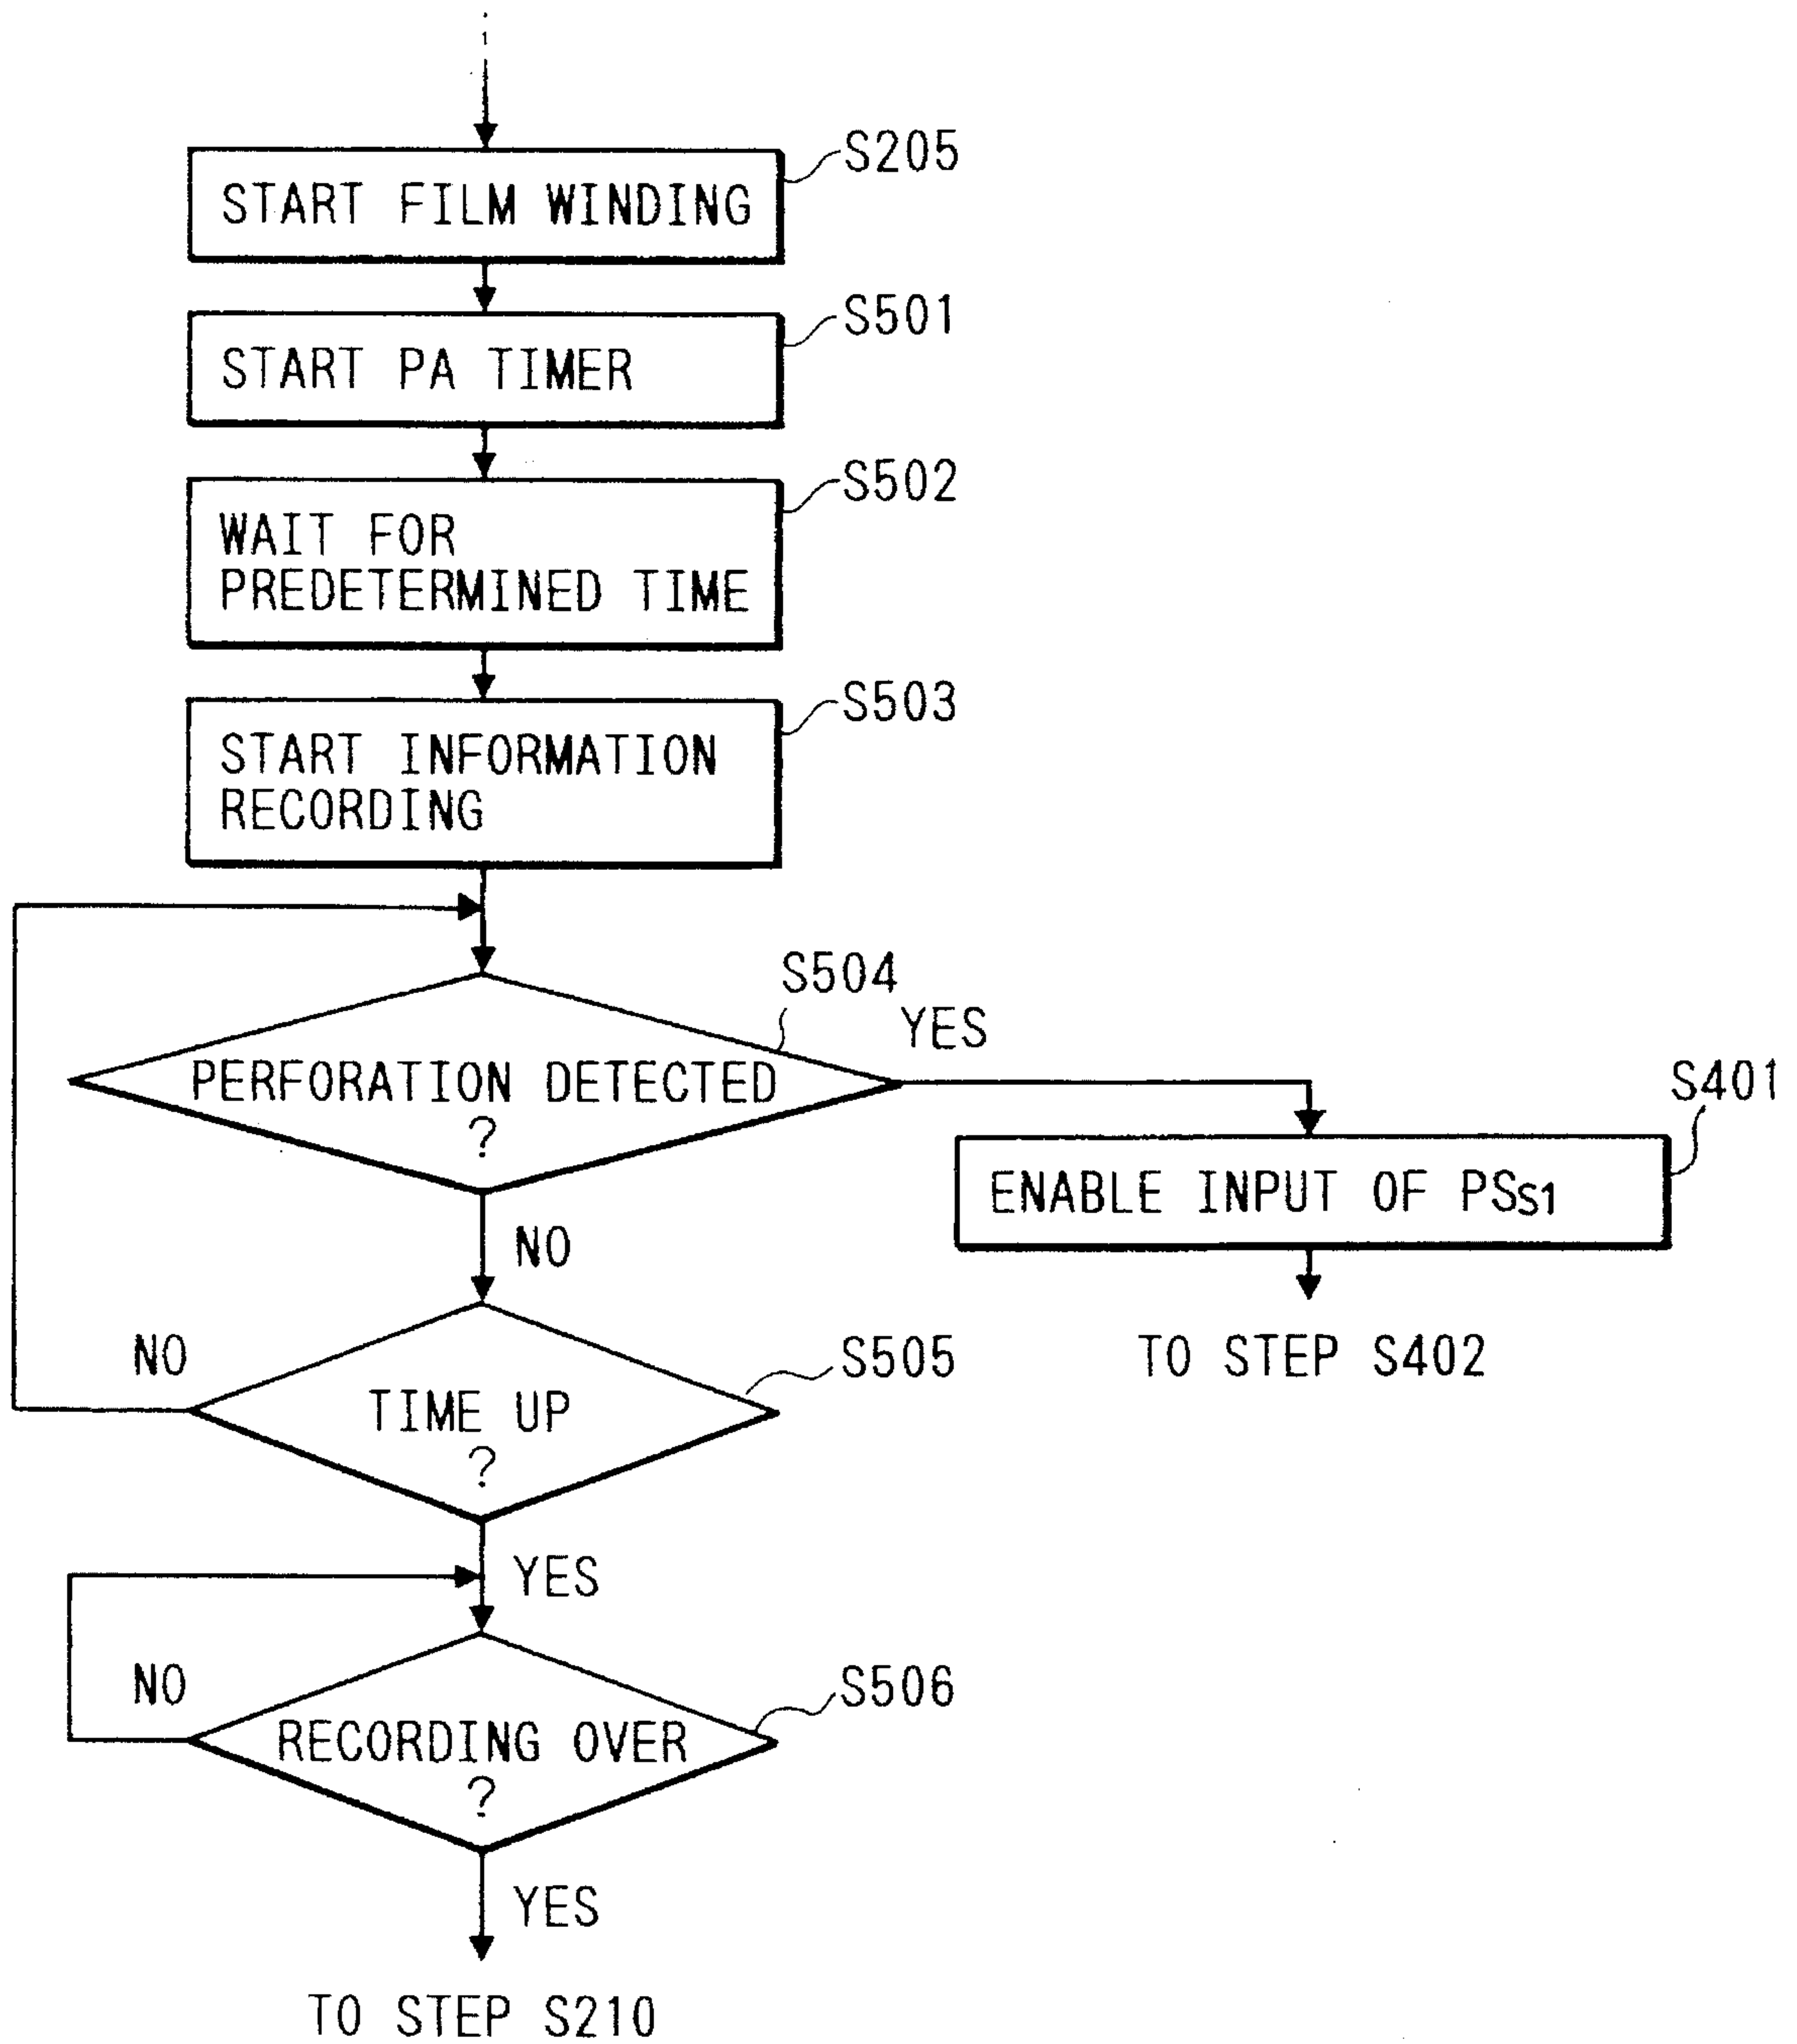 S205
START FILM WINDING
S501
START PA TIMER
S502
WAIT FOR
PREDETERMINED TIME
S503
START INFORMATION
RECORDING
S504
YES
PERFORATION DETECTED
?
S401
ENABLE INPUT OF PSS1
NO
TO STEP S402
NO
S505
TIME UP
?
YES
NO
S506
RECORDING OVER
?
YES
TO STEP S210